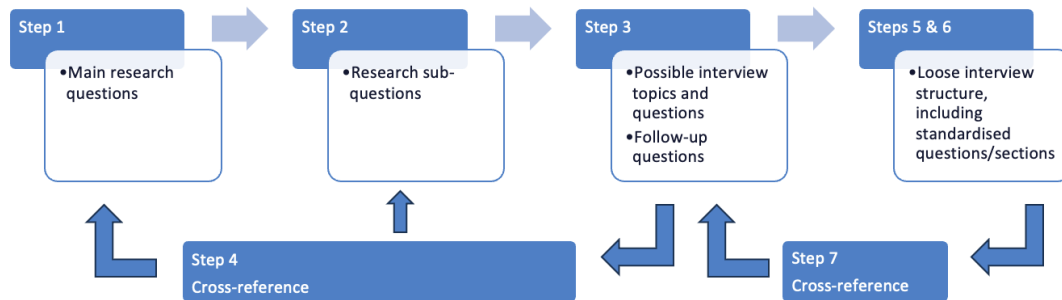 Step 1
•Main research
questions
Step 2
•Research sub-
questions
Step 3
•Possible interview
topics and
questions
•Follow-up
questions
Steps 5 & 6
•Loose interview
structure,
including
standardised
questions/sections
Step 4
Cross-reference
Step 7
Cross-reference